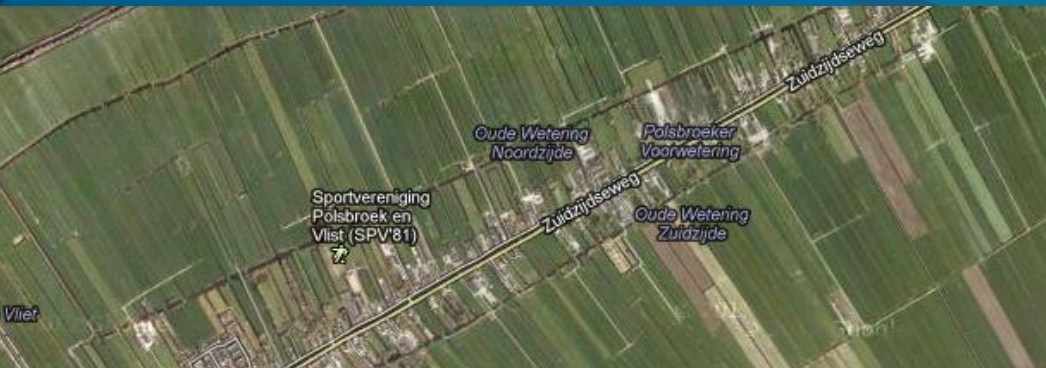 Zuidzijdseweg
Oude Wetering
Noordzijde
Polsbroeker
Voorwetering
Sportvereniging
Polsbroek en
Vlist (SPV'81)
Zuidzijdseweg
Oude Wetering
Zuidzijde
Vliet